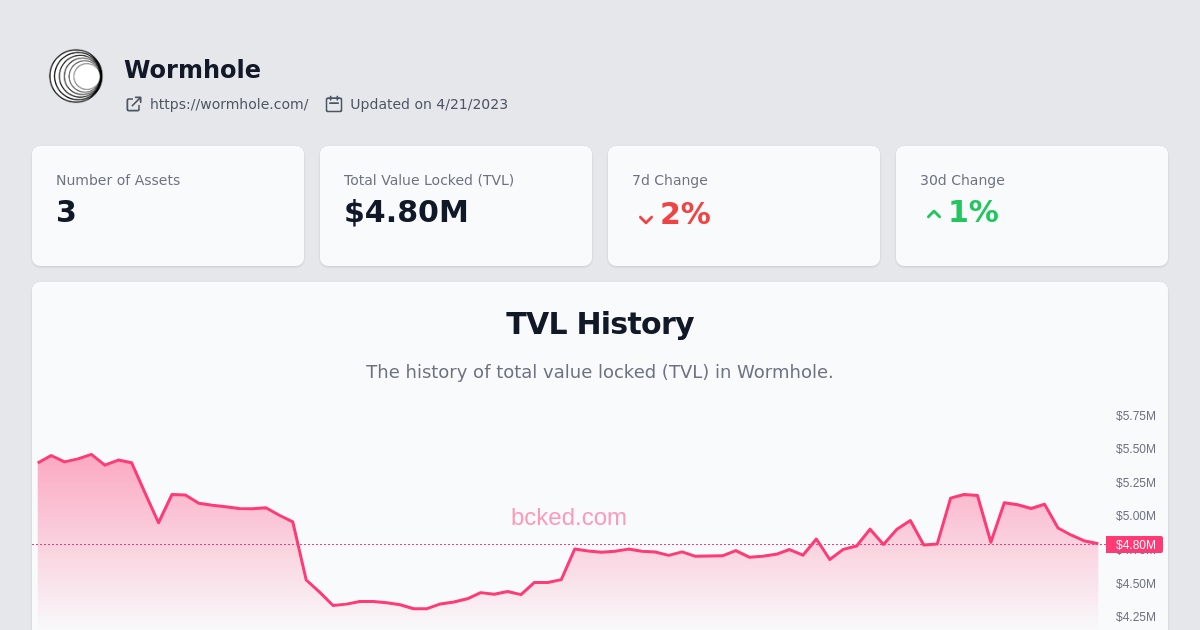 Wormhole
https://wormhole.com/ Updated on 4/21/2023
Number of Assets
3
Total Value Locked (TVL)
$4.80M
7d Change
2%
30d Change
1%
TVL History
The history of total value locked (TVL) in Wormhole.
$5.75M
$5.50M
$5.25M
$5.00M
bcked.com
$4.80M
$4.50M
$4.25M